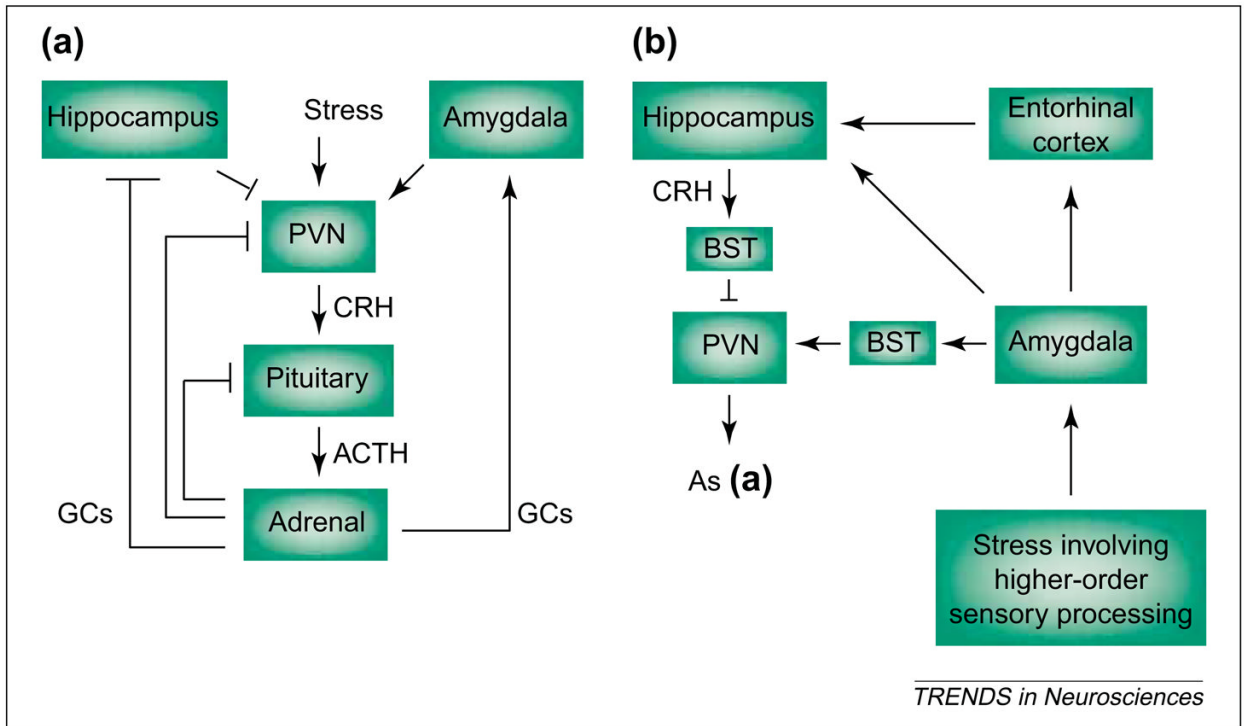 (a)
Hippocampus
Stress
Amygdala
PVN
CRH
Pituitary
ACTH
GCs
Adrenal
GCs
(b)
Hippocampus
Entorhinal
cortex
CRH
BST
PVN
BST
Amygdala
As (a)
Stress involving
higher-order
sensory processing
TRENDS in Neurosciences